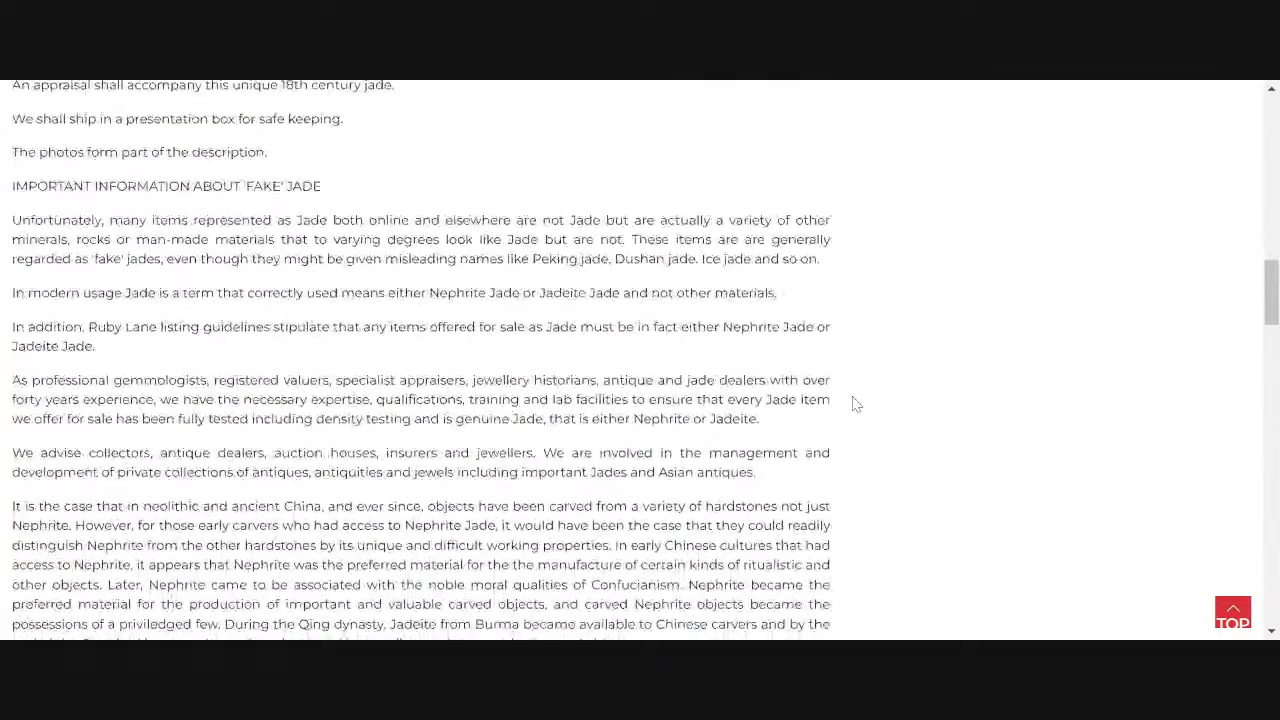 An appraisal shall accompany this unique 18th century jade.
We shall ship in a presentation box for safe keeping.
The photos form part of the description.
IMPORTANT INFORMATION ABOUT 'FAKE' JADE
Unfortunately, many items represented as Jade both online and elsewhere are not Jade but are actually a variety of other
minerals, rocks or man-made materials that to varying degrees look like Jade but are not. These items are are generally
regarded as 'fake' jades, even though they might be given misleading names like Peking jade, Dushan jade, Ice jade and so on.
In modern usage Jade is a term that correctly used means either Nephrite Jade or Jadeite Jade and not other materials.
In addition, Ruby Lane listing guidelines stipulate that any items offered for sale as Jade must be in fact either Nephrite Jade or
Jadeite Jade.
As professional gemmologists, registered valuers, specialist appraisers, jewellery historians, antique and jade dealers with over
forty years experience, we have the necessary expertise, qualifications, training and lab facilities to ensure that every Jade item
we offer for sale has been fully tested including density testing and is genuine Jade, that is either Nephrite or Jadeite.
We advise collectors, antique dealers, auction houses, insurers and jewellers. We are involved in the management and
development of private collections of antiques, antiquities and jewels including important Jades and Asian antiques.
It is the case that in neolithic and ancient China, and ever since, objects have been carved from a variety of hardstones not just
Nephrite. However, for those early carvers who had access to Nephrite Jade, it would have been the case that they could readily
distinguish Nephrite from the other hardstones by its unique and difficult working properties. In early Chinese cultures that had
access to Nephrite, it appears that Nephrite was the preferred material for the the manufacture of certain kinds of ritualistic and
other objects. Later, Nephrite came to be associated with the noble moral qualities of Confucianism. Nephrite became the
preferred material for the production of important and valuable carved objects, and carved Nephrite objects became the
possessions of a priviledged few. During the Qing dynasty, Jadeite from Burma became available to Chinese carvers and by the
TOP